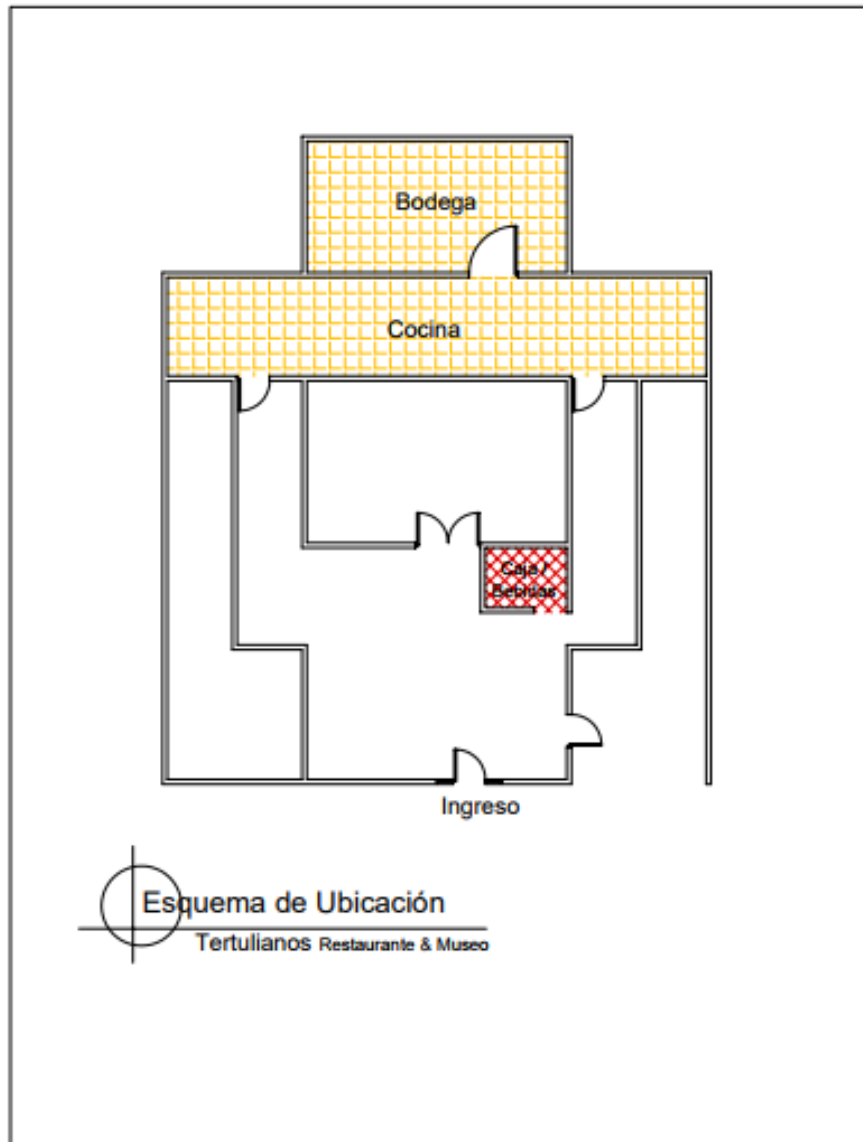 Bodega
Cocina
Caja /
Bebidas
Ingreso
Esquema de Ubicación
Tertulianos Restaurante & Museo